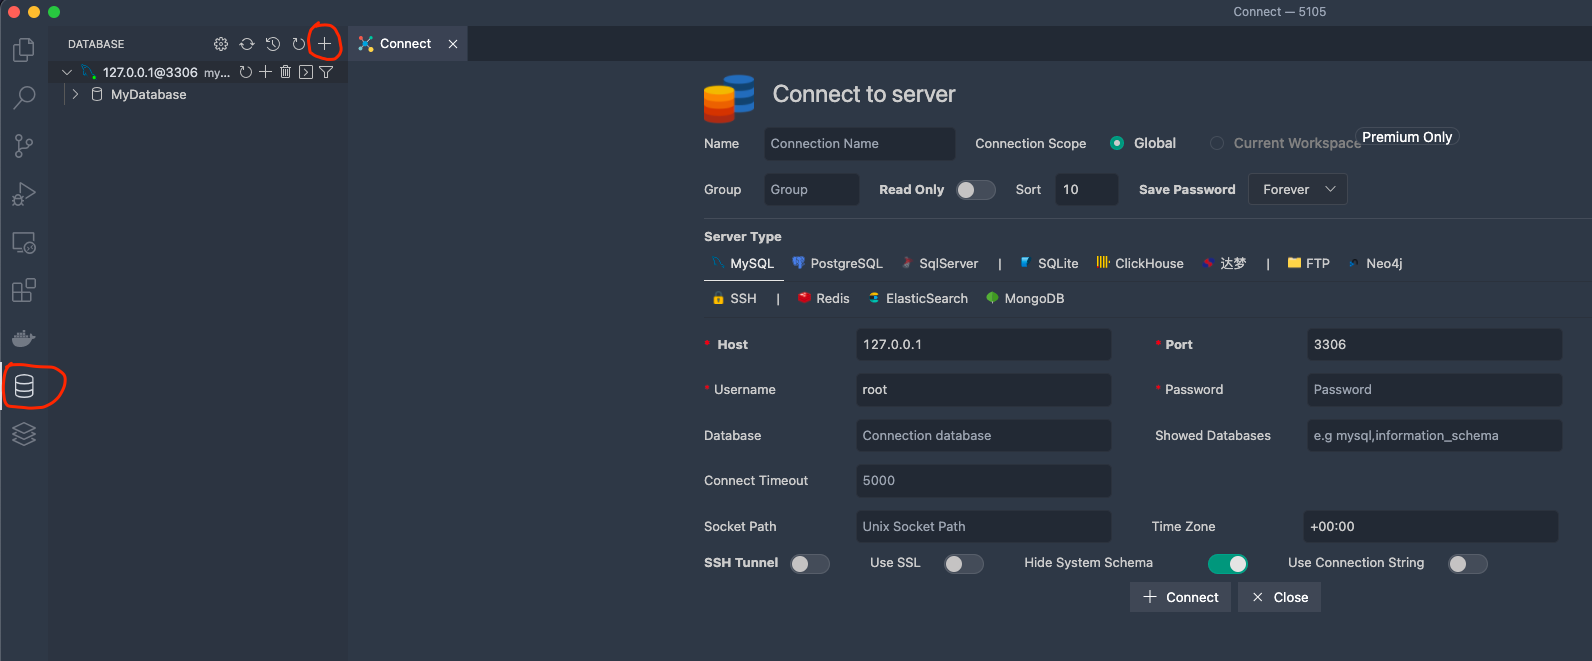 Connect — 5105
DATABASE
Connect
127.0.0.1@3306 my...
MyDatabase
Connect to server
Name Connection Name Connection Scope Global Current Workspace Premium Only
Group Group Read Only Sort 10 Save Password Forever
Server Type
MySQL PostgreSQL SqlServer | SQLite ClickHouse 达梦 | FTP Neo4j
SSH | Redis ElasticSearch MongoDB
* Host 127.0.0.1 * Port 3306
* Username root * Password Password
Database Connection database Showed Databases e.g mysql,information_schema
Connect Timeout 5000
Socket Path Unix Socket Path Time Zone +00:00
SSH Tunnel Use SSL Hide System Schema Use Connection String
Connect Close